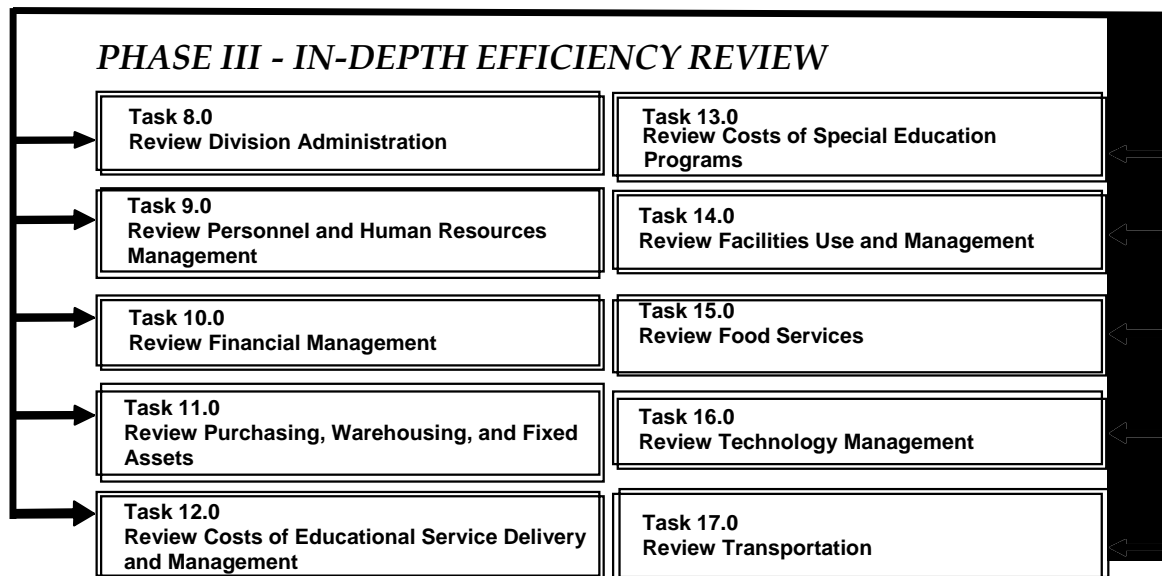 PHASE III - IN-DEPTH EFFICIENCY REVIEW
Task 8.0
Review Division Administration
Task 9.0
Review Personnel and Human Resources
Management
Task 10.0
Review Financial Management
Task 11.0
Review Purchasing, Warehousing, and Fixed
Assets
Task 12.0
Review Costs of Educational Service Delivery
and Management
Task 13.0
Review Costs of Special Education
Programs
Task 14.0
Review Facilities Use and Management
Task 15.0
Review Food Services
Task 16.0
Review Technology Management
Task 17.0
Review Transportation